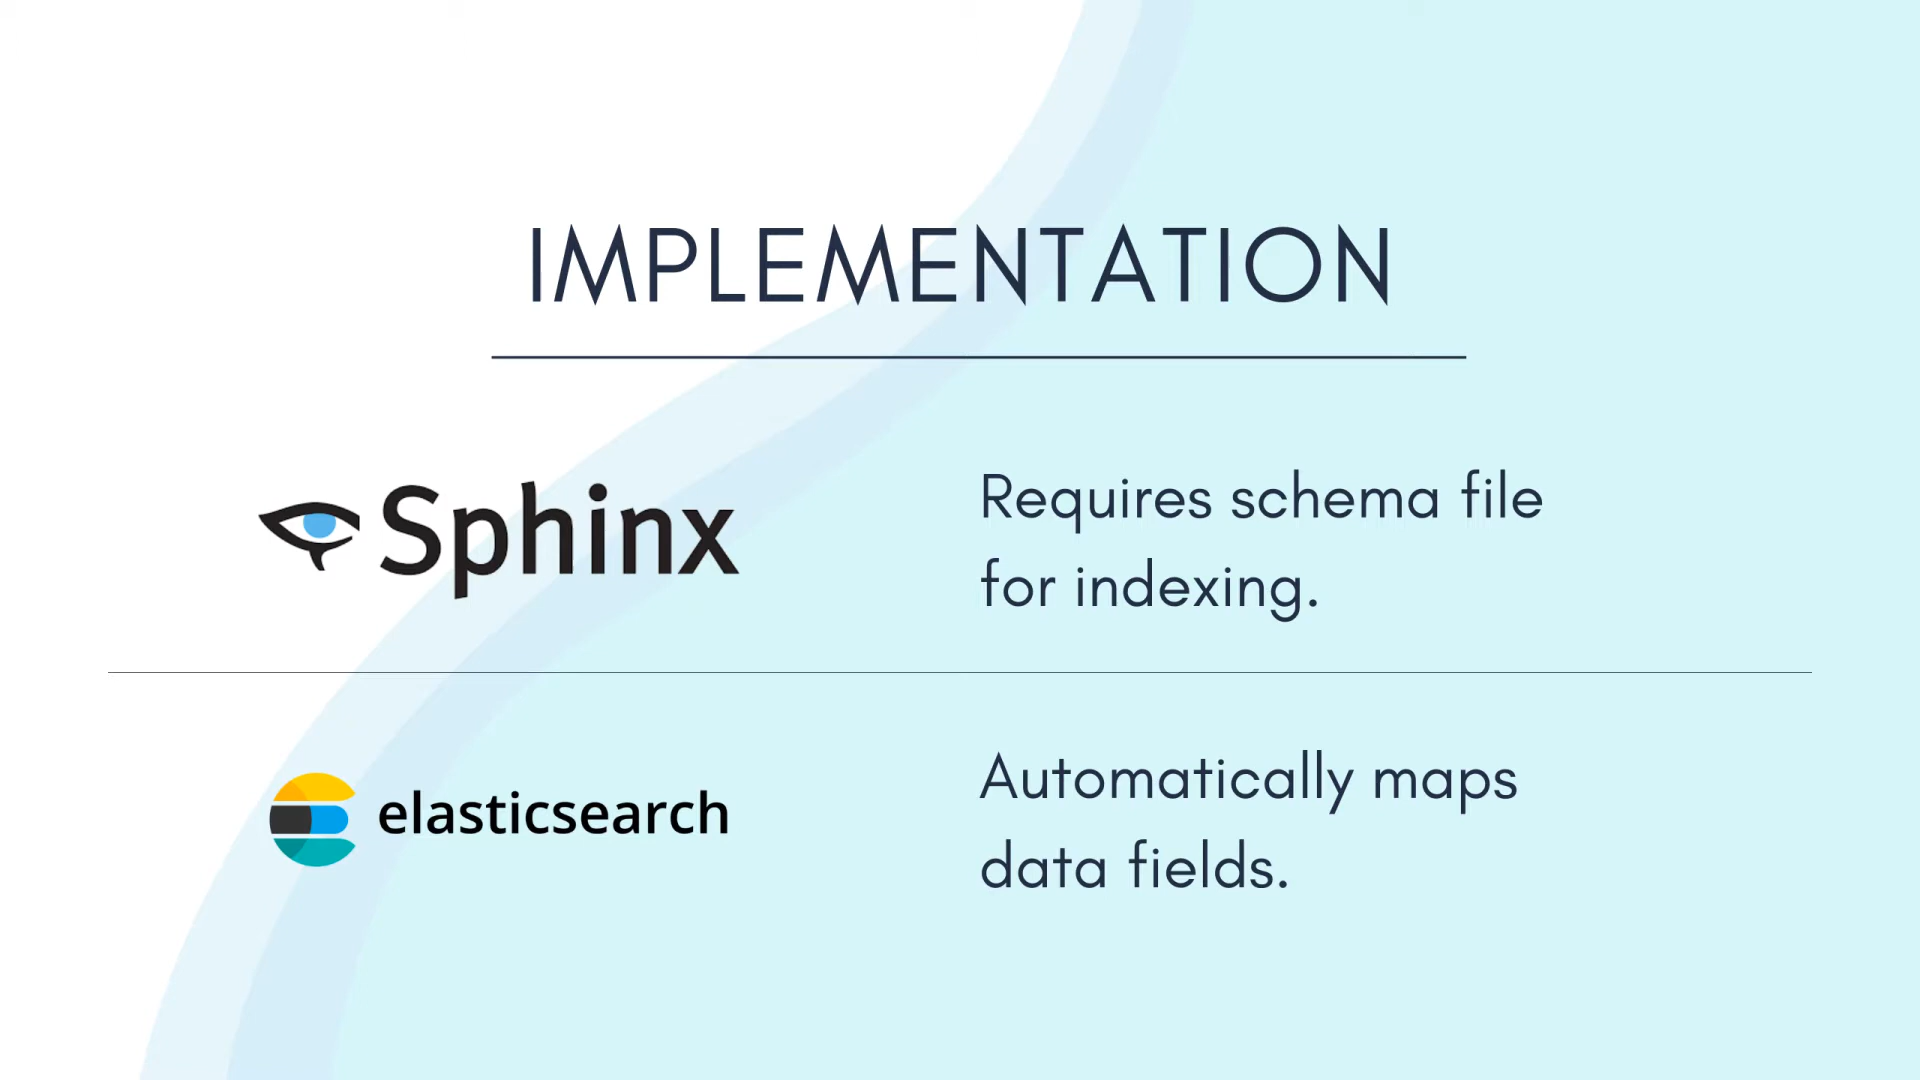 IMPLEMENTATION
Sphinx
Requires schema file
for indexing.
elasticsearch
Automatically maps
data fields.